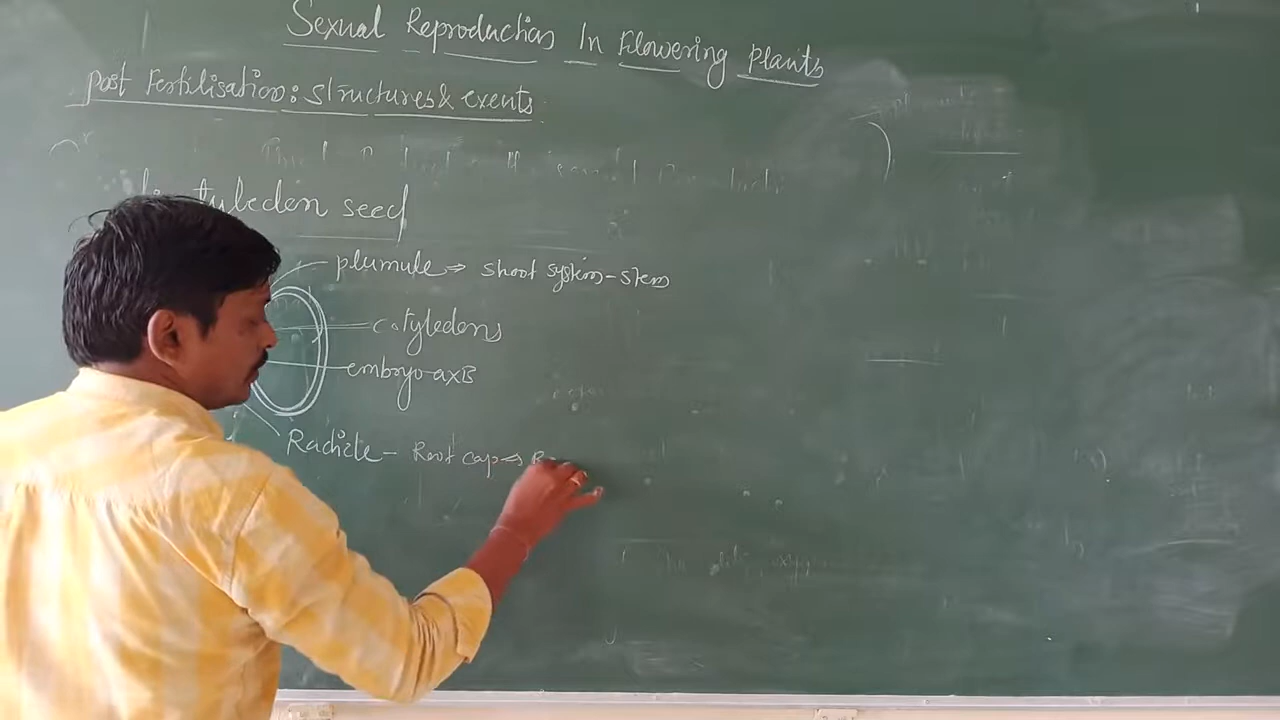 Sexual Reproduction In Flowering Plants
Post Fertilisation: Structures & events
seed
plumule ⇒ shoot system - stem
cotyledons
embryo axis
Radicle - Root cap ⇒ R